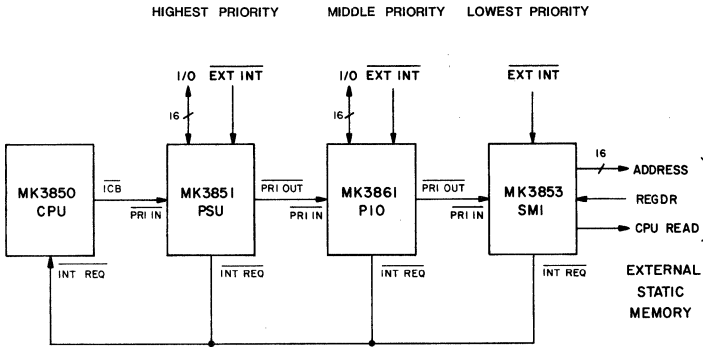 HIGHEST PRIORITY
MIDDLE PRIORITY
LOWEST PRIORITY
I/O
EXT INT
I/O
EXT INT
EXT INT
16
16
16
ADDRESS
MK3850
CPU
ICB
PRI IN
MK3851
PSU
PRI OUT
PRI IN
MK3861
PIO
PRI OUT
PRI IN
MK3853
SMI
REGDR
CPU READ
INT REQ
INT REQ
INT REQ
INT REQ
EXTERNAL
STATIC
MEMORY